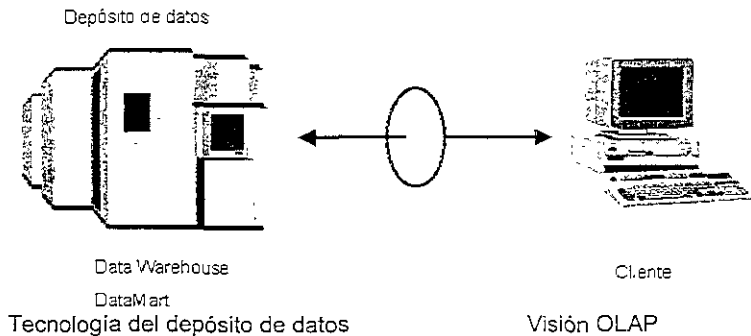 Depósito de datos
Data Warehouse
Cliente
DataMart
Tecnología del depósito de datos
Visión OLAP